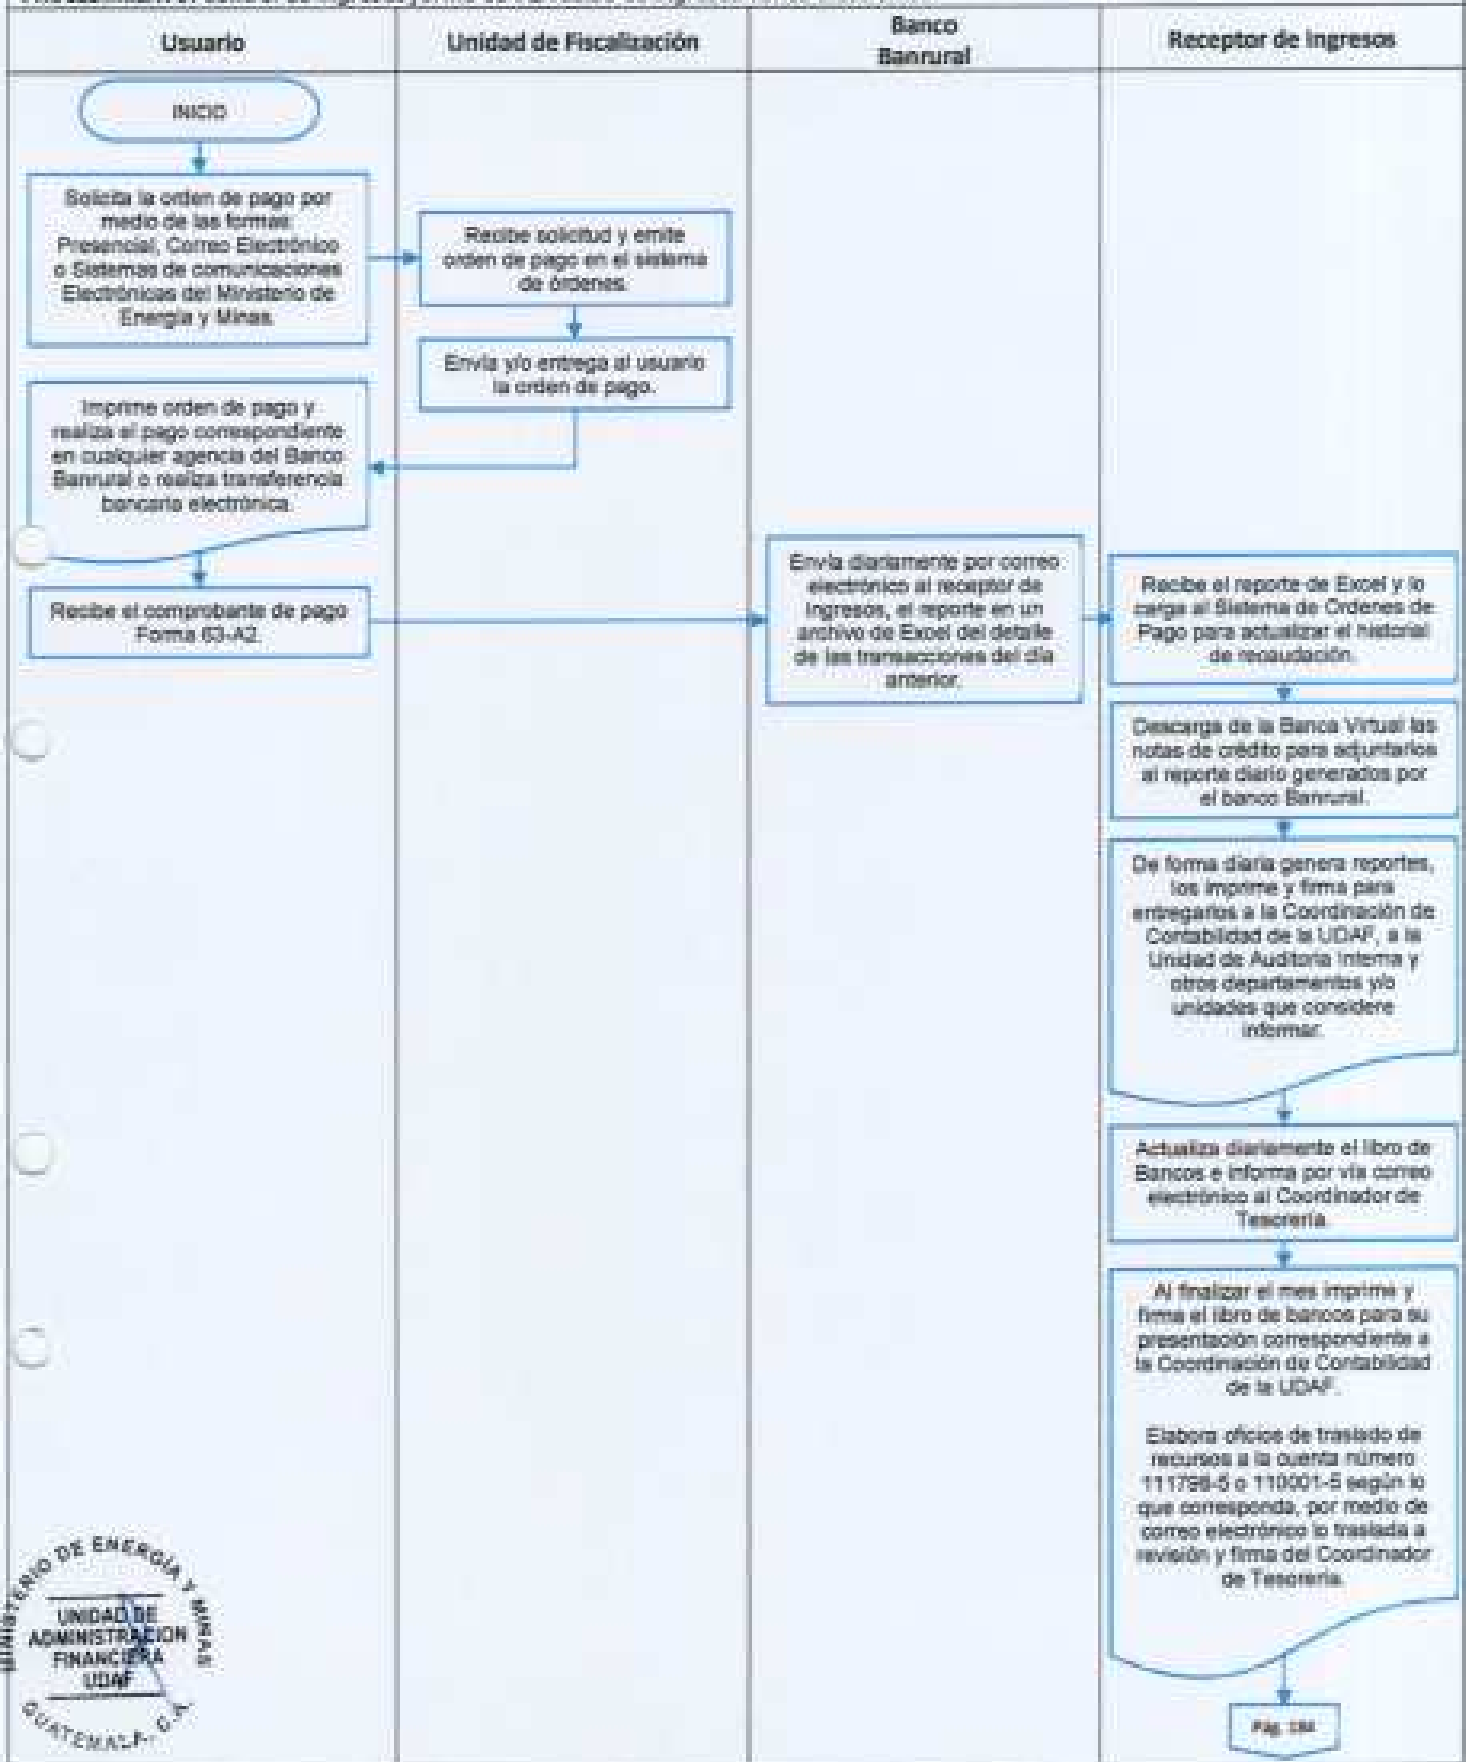 Usuario
Unidad de Fiscalización
Banco
Banrural
Receptor de Ingresos
INICIO
Solicita la orden de pago por
medio de las formas:
Presencial, Correo Electrónico
o Sistemas de comunicaciones
Electrónicas del Ministerio de
Energía y Minas.
Recibe solicitud y emite
orden de pago en el sistema
de órdenes.
Envía y/o entrega al usuario
la orden de pago.
Imprime orden de pago y
realiza el pago correspondiente
en cualquier agencia del Banco
Banrural o realiza transferencia
bancaria electrónica.
Recibe el comprobante de pago
Forma 63-A2.
Envía diariamente por correo
electrónico al receptor de
Ingresos, el reporte en un
archivo de Excel del detalle
de las transacciones del día
anterior.
Recibe el reporte de Excel y lo
carga al Sistema de Ordenes de
Pago para actualizar el historial
de recaudación.
Descarga de la Banca Virtual las
notas de crédito para adjuntarlos
al reporte diario generados por
el banco Banrural.
De forma diaria genera reportes,
los imprime y firma para
entregarlos a la Coordinación de
Contabilidad de la UDAF, a la
Unidad de Auditoria Interna y
otros departamentos y/o
unidades que considere
informar.
Actualiza diariamente el libro de
Bancos e informa por vía correo
electrónico al Coordinador de
Tesorería.
Al finalizar el mes imprime y
firma el libro de bancos para su
presentación correspondiente a
la Coordinación de Contabilidad
de la UDAF.
Elabora oficios de traslado de
recursos a la cuenta número
111798-5 o 110001-5 según lo
que corresponda, por medio de
correo electrónico lo traslada a
revisión y firma del Coordinador
de Tesorería.
Pág.
MINISTERIO DE ENERGÍA Y MINAS
UNIDAD DE
ADMINISTRACION
FINANCIERA
UDAF
GUATEMALA, C.A.